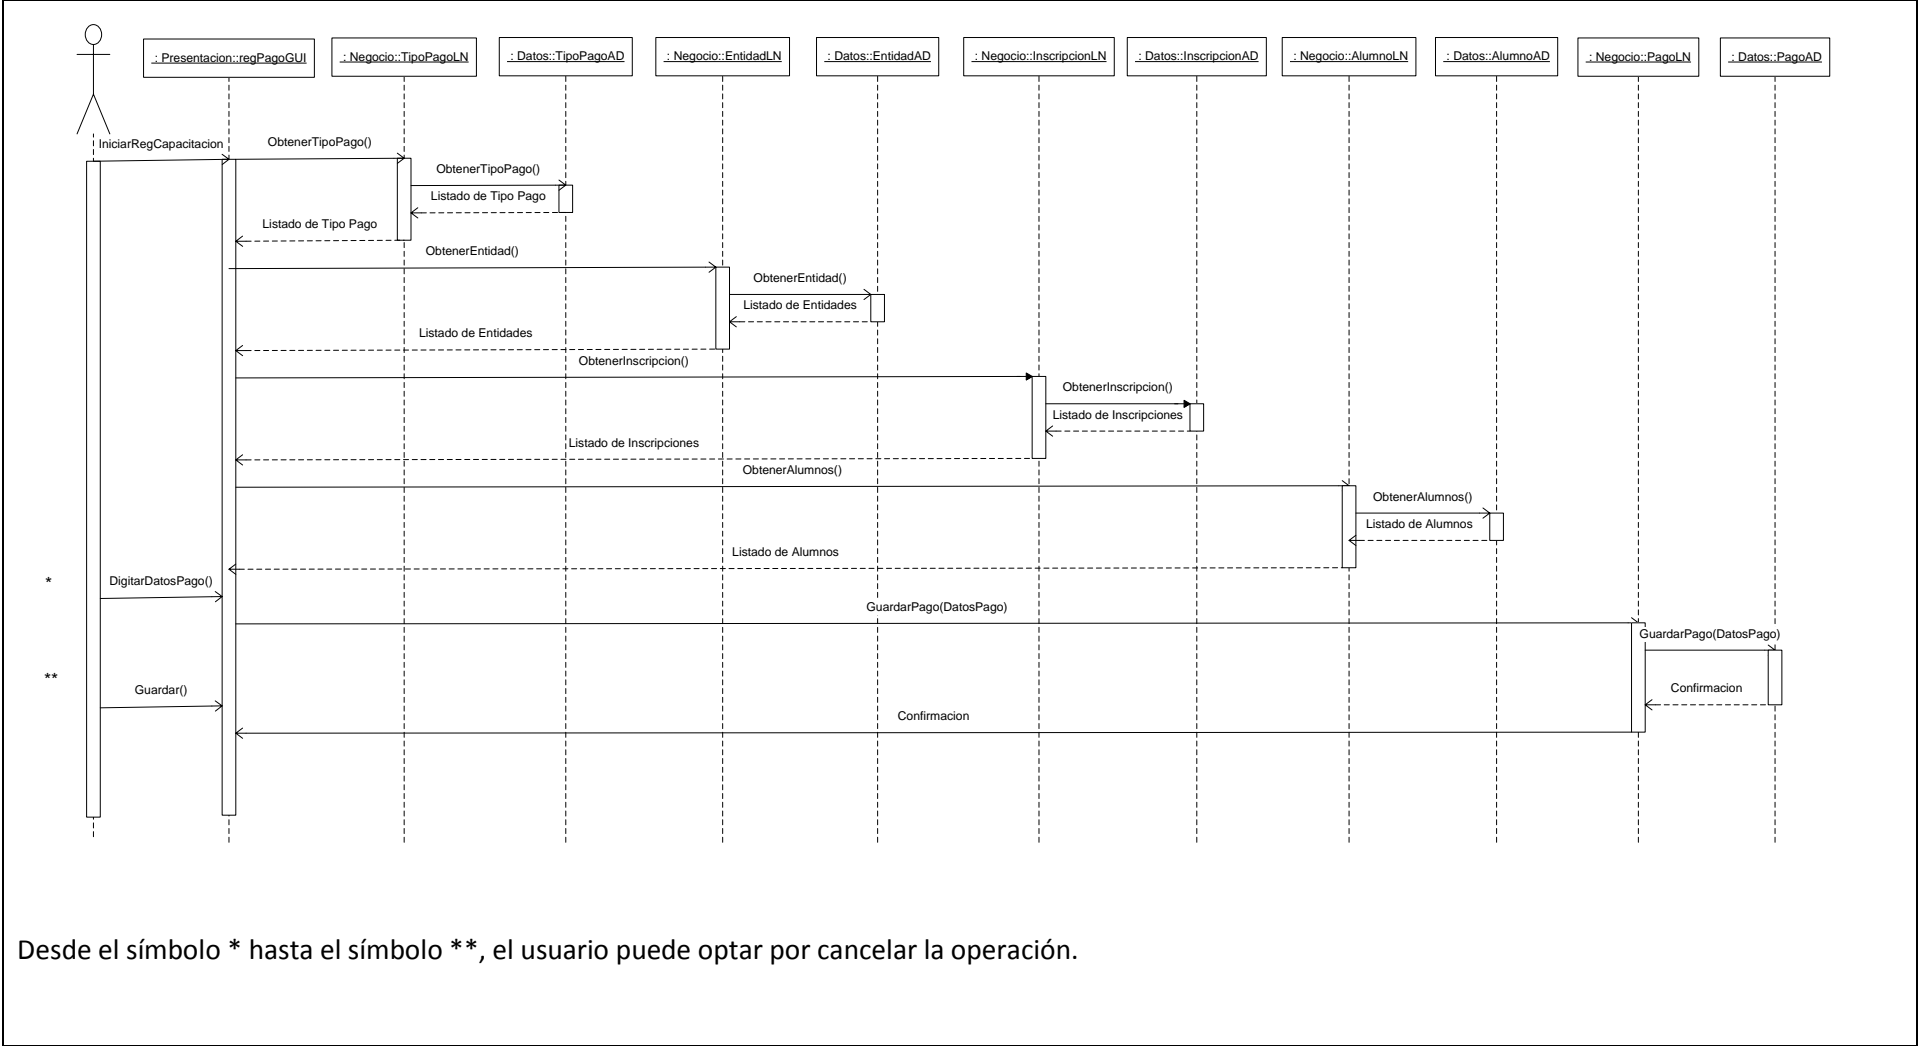 : Presentacion::regPagoGUI
: Negocio::TipoPagoLN
: Datos::TipoPagoAD
: Negocio::EntidadLN
: Datos::EntidadAD
: Negocio::InscripcionLN
: Datos::InscripcionAD
: Negocio::AlumnoLN
: Datos::AlumnoAD
: Negocio::PagoLN
: Datos::PagoAD
IniciarRegCapacitacion
ObtenerTipoPago()
ObtenerTipoPago()
Listado de Tipo Pago
Listado de Tipo Pago
ObtenerEntidad()
ObtenerEntidad()
Listado de Entidades
Listado de Entidades
ObtenerInscripcion()
ObtenerInscripcion()
Listado de Inscripciones
Listado de Inscripciones
ObtenerAlumnos()
ObtenerAlumnos()
Listado de Alumnos
Listado de Alumnos
*
DigitarDatosPago()
GuardarPago(DatosPago)
GuardarPago(DatosPago)
**
Guardar()
Confirmacion
Confirmacion
Desde el símbolo * hasta el símbolo **, el usuario puede optar por cancelar la operación.